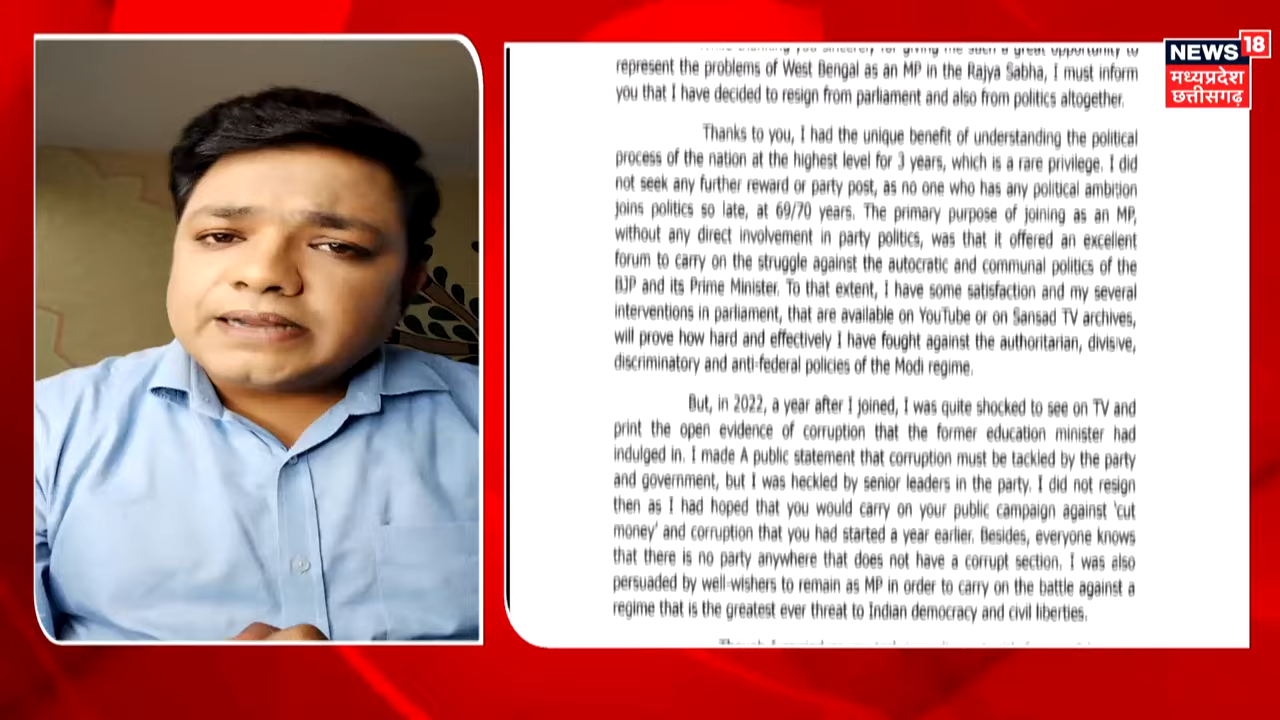 While thanking you sincerely for giving me such a great opportunity to
represent the problems of West Bengal as an MP in the Rajya Sabha, I must inform
you that I have decided to resign from parliament and also from politics altogether.
Thanks to you, I had the unique benefit of understanding the political
process of the nation at the highest level for 3 years, which is a rare privilege. I did
not seek any further reward or party post, as no one who has any political ambition
joins politics so late, at 69/70 years. The primary purpose of joining as an MP,
without any direct involvement in party politics, was that it offered an excellent
forum to carry on the struggle against the autocratic and communal politics of the
BJP and its Prime Minister. To that extent, I have some satisfaction and my several
interventions in parliament, that are available on YouTube or on Sansad TV archives,
will prove how hard and effectively I have fought against the authoritarian, divisive,
discriminatory and anti-federal policies of the Modi regime.
But, in 2022, a year after I joined, I was quite shocked to see on TV and
print the open evidence of corruption that the former education minister had
indulged in. I made A public statement that corruption must be tackled by the party
and government, but I was heckled by senior leaders in the party. I did not resign
then as I had hoped that you would carry on your public campaign against 'cut
money' and corruption that you had started a year earlier. Besides, everyone knows
that there is no party anywhere that does not have a corrupt section. I was also
persuaded by well-wishers to remain as MP in order to carry on the battle against a
regime that is the greatest ever threat to Indian democracy and civil liberties.
NEWS 18
मध्यप्रदेश
छत्तीसगढ़